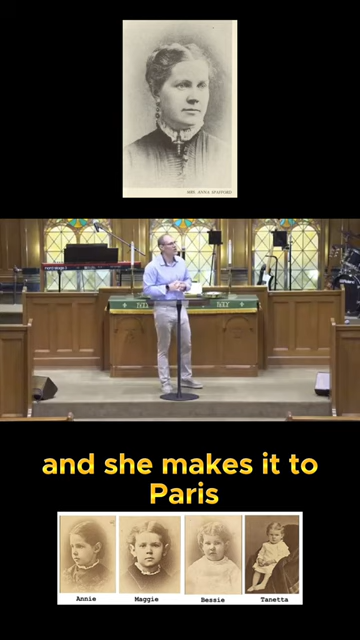 MRS. ANNA SPAFFORD
and she makes it to
Paris
Annie Maggie Bessie Tanetta